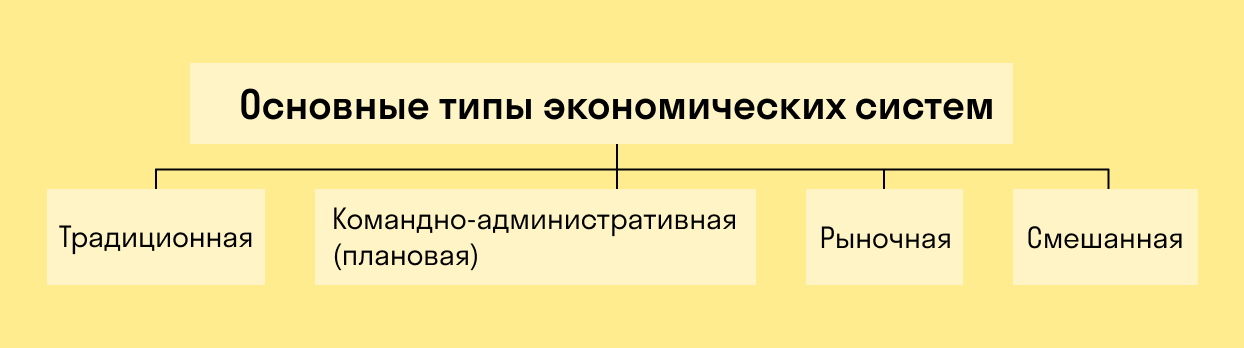 Основные типы экономических систем
Традиционная
Командно-административная
(плановая)
Рыночная
Смешанная